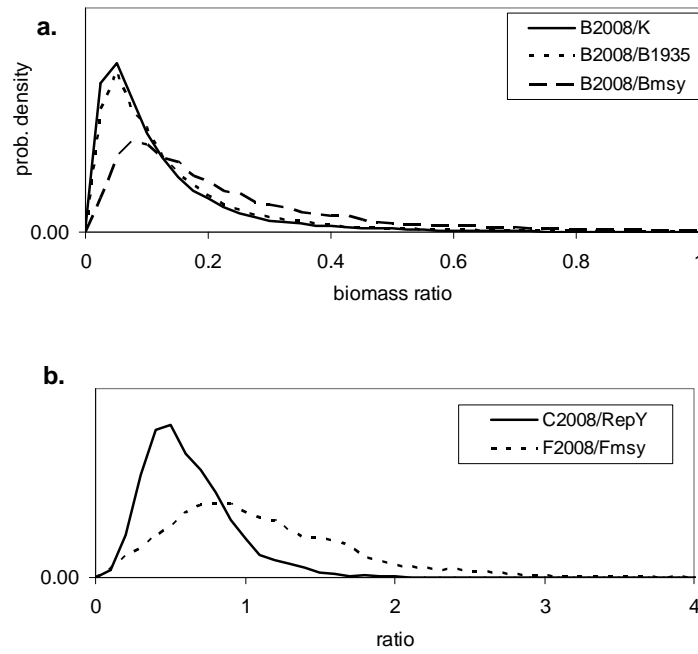 a.
B2008/K
B2008/B1935
B2008/Bmsy
prob. density
0.00
0 0.2 0.4 0.6 0.8 1
biomass ratio
b.
C2008/RepY
F2008/Fmsy
0.00
0 1 2 3 4
ratio